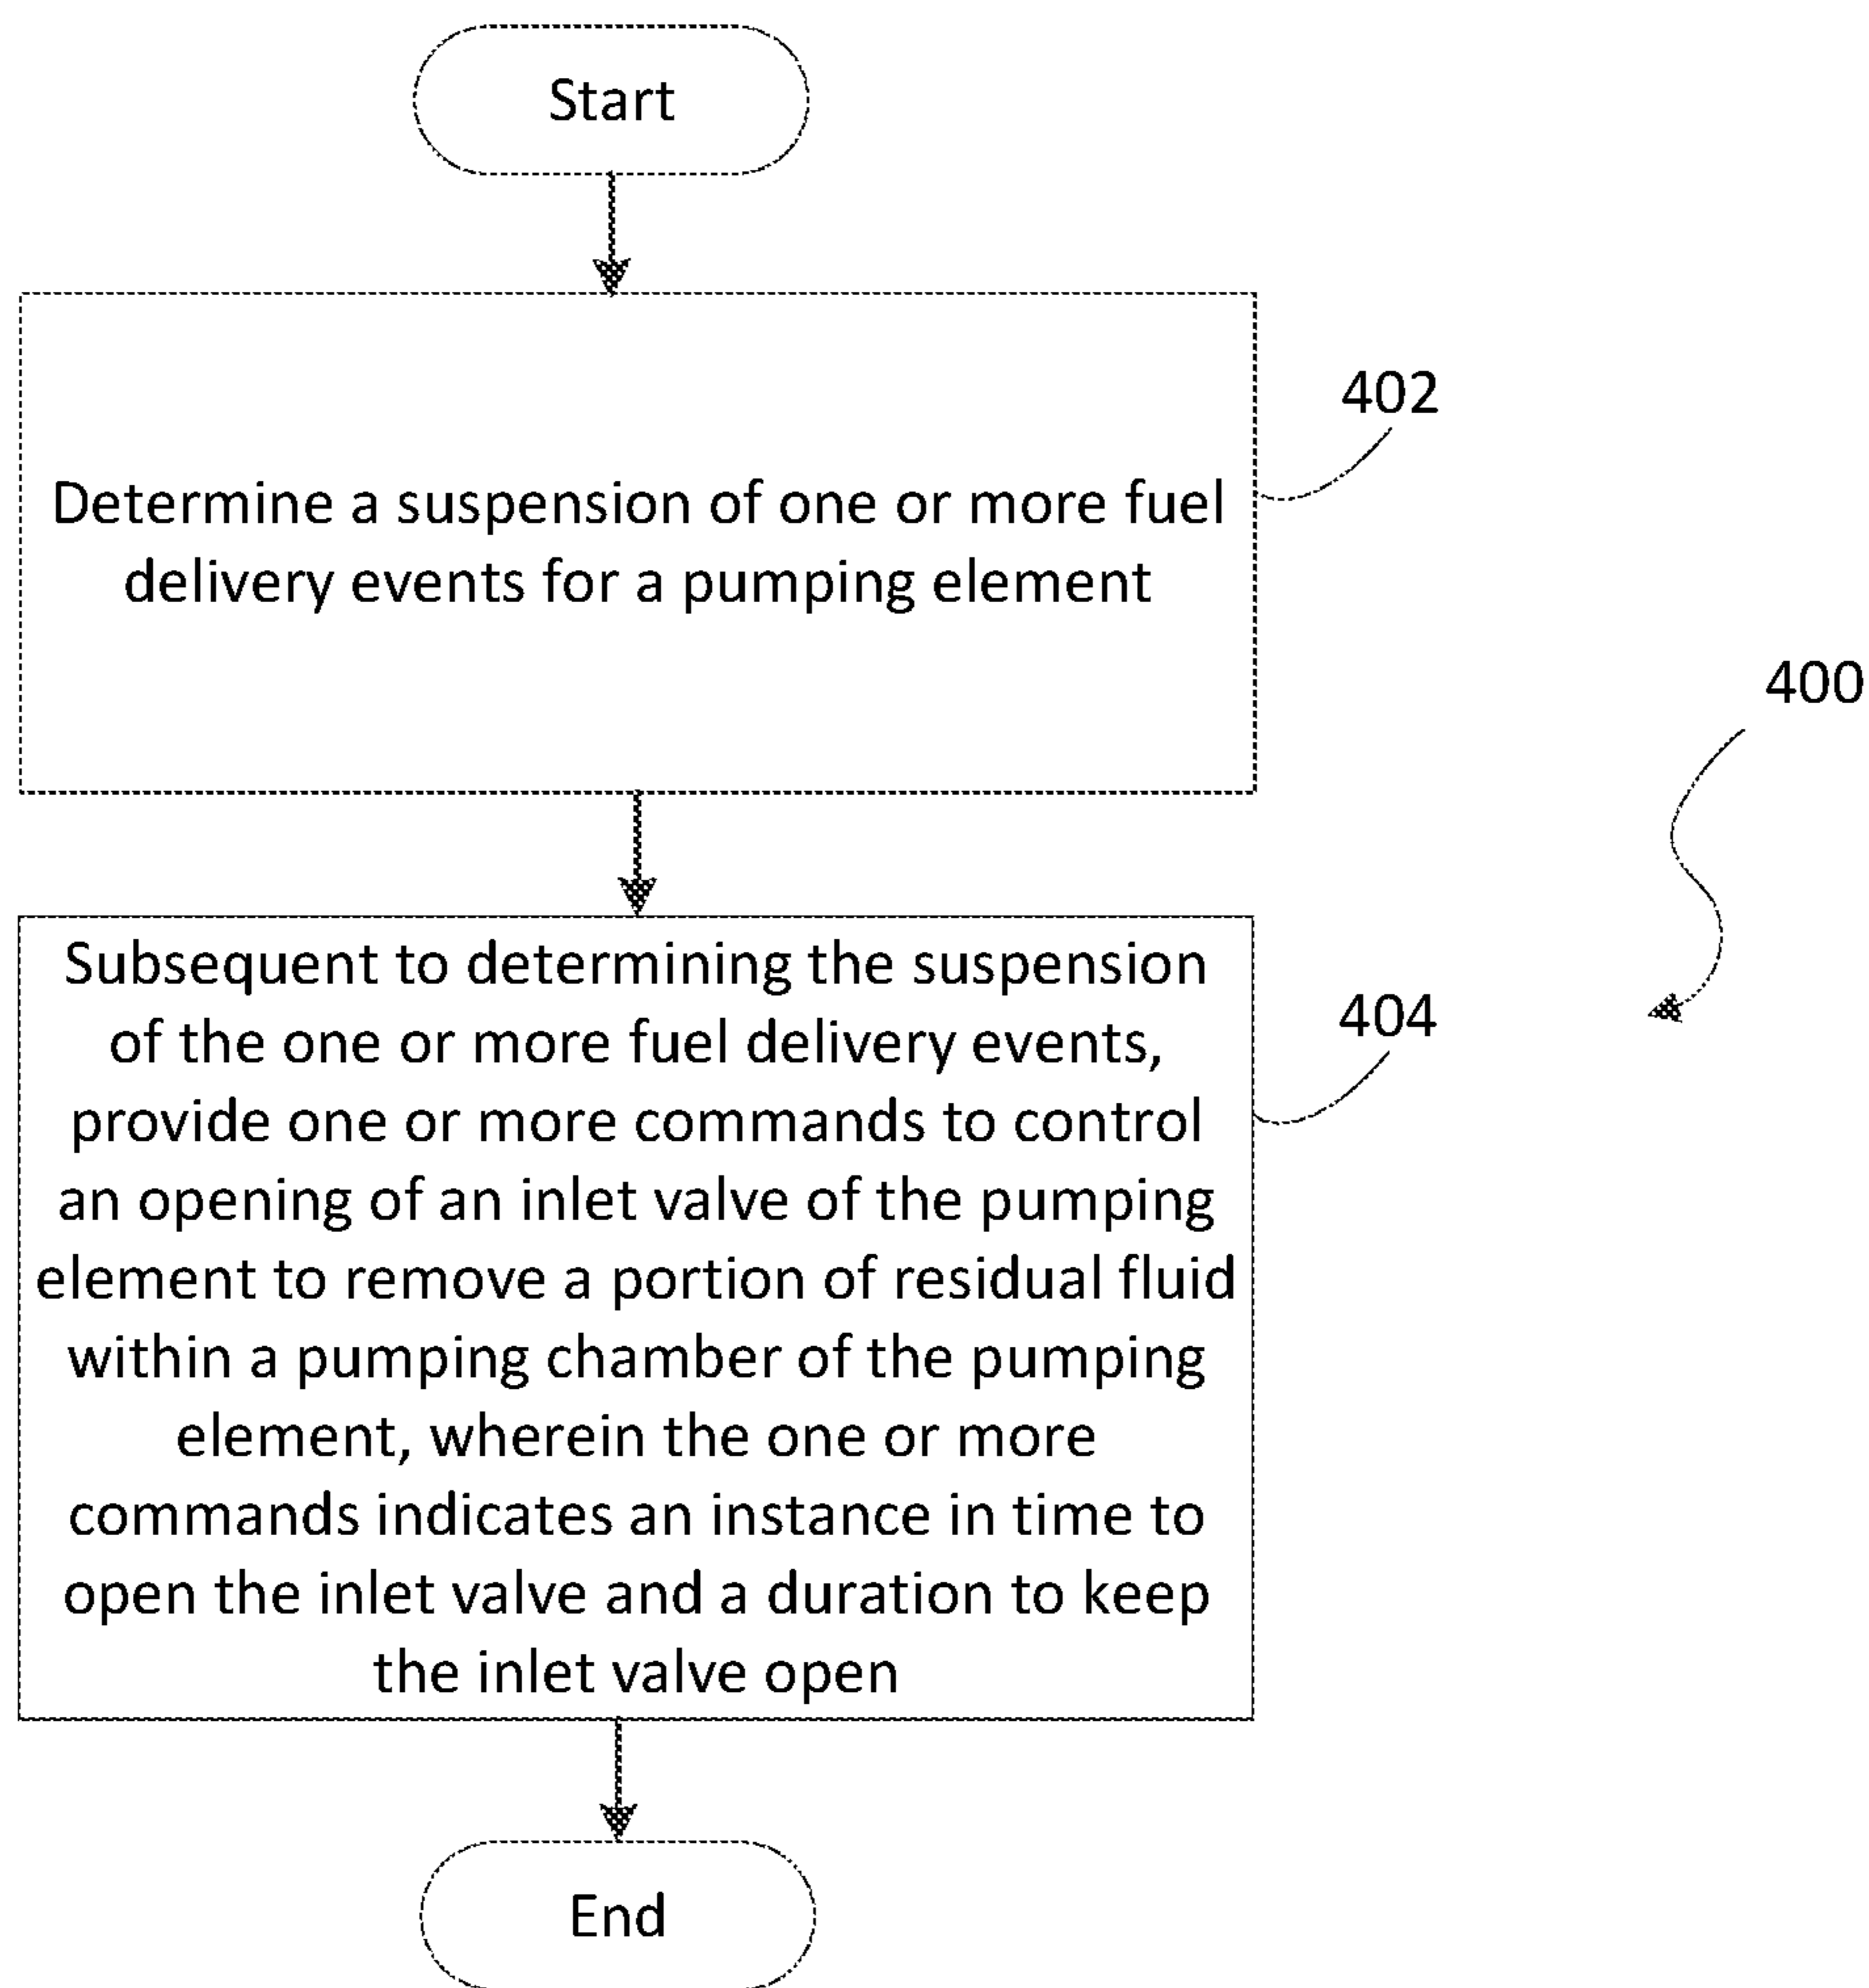 Start
402
Determine a suspension of one or more fuel
delivery events for a pumping element
400
Subsequent to determining the suspension
404
of the one or more fuel delivery events,
provide one or more commands to control
an opening of an inlet valve of the pumping
element to remove a portion of residual fluid
within a pumping chamber of the pumping
element, wherein the one or more
commands indicates an instance in time to
open the inlet valve and a duration to keep
the inlet valve open
End